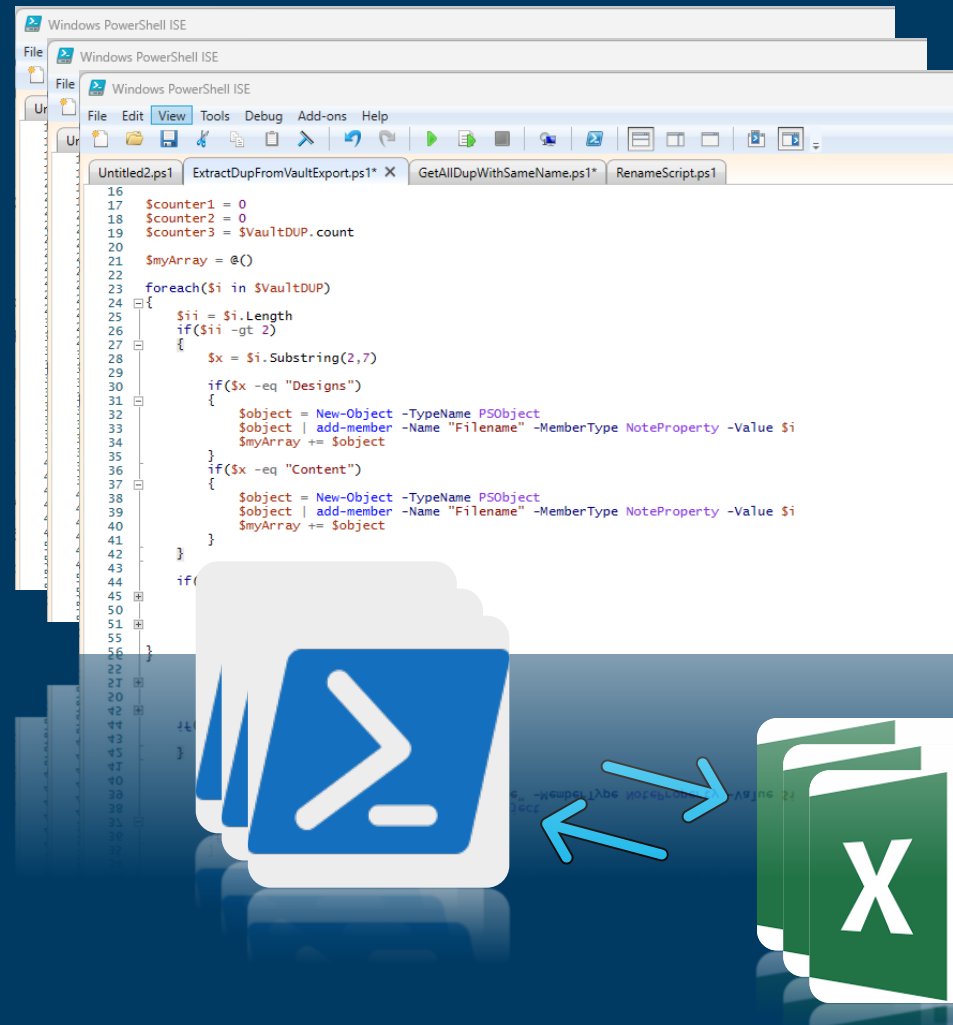 Windows PowerShell ISE
File
Windows PowerShell ISE
File
Windows PowerShell ISE
File Edit View Tools Debug Add-ons Help
Untitled2.ps1 ExtractDupFromVaultExport.ps1* X GetAllDupWithSameName.ps1* RenameScript.ps1
16
17 $counter1 = 0
18 $counter2 = 0
19 $counter3 = $VaultDUP.count
20
21 $myArray = @()
22
23 foreach($i in $VaultDUP)
24 {
25 $ii = $i.Length
26 if($ii -gt 2)
27 {
28 $x = $i.Substring(2,7)
29
30 if($x -eq "Designs")
31 {
32 $object = New-Object -TypeName PSObject
33 $object | add-member -Name "Filename" -MemberType NoteProperty -Value $i
34 $myArray += $object
35 }
36 if($x -eq "Content")
37 {
38 $object = New-Object -TypeName PSObject
39 $object | add-member -Name "Filename" -MemberType NoteProperty -Value $i
40 $myArray += $object
41 }
42 }
43
44 if(
45
50
51
55
56 }
X